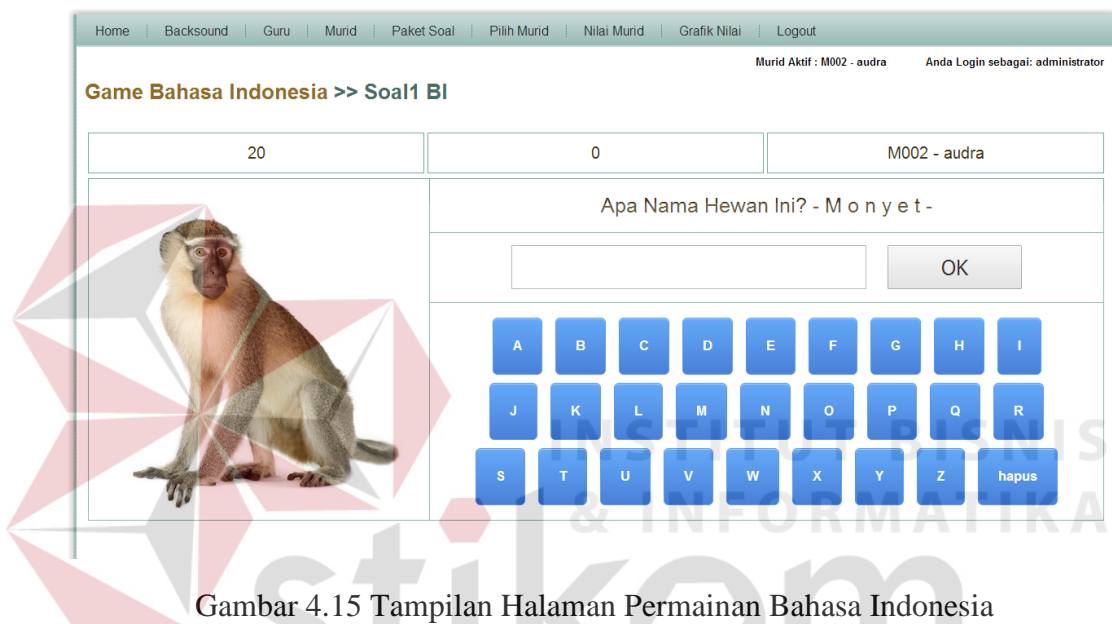 Home Backsound Guru Murid Paket Soal Pilih Murid Nilai Murid Grafik Nilai Logout
Murid Aktif : M002 - audra Anda Login sebagai: administrator
Game Bahasa Indonesia >> Soal1 BI
20 0 M002 - audra
Apa Nama Hewan Ini? - M o n y e t -
OK
A B C D E F G H I
J K L M N O P Q R
INSTITUT BISNIS
S T U V W X Y Z hapus
& INFORMATIKA
stikom
Gambar 4.15 Tampilan Halaman Permainan Bahasa Indonesia